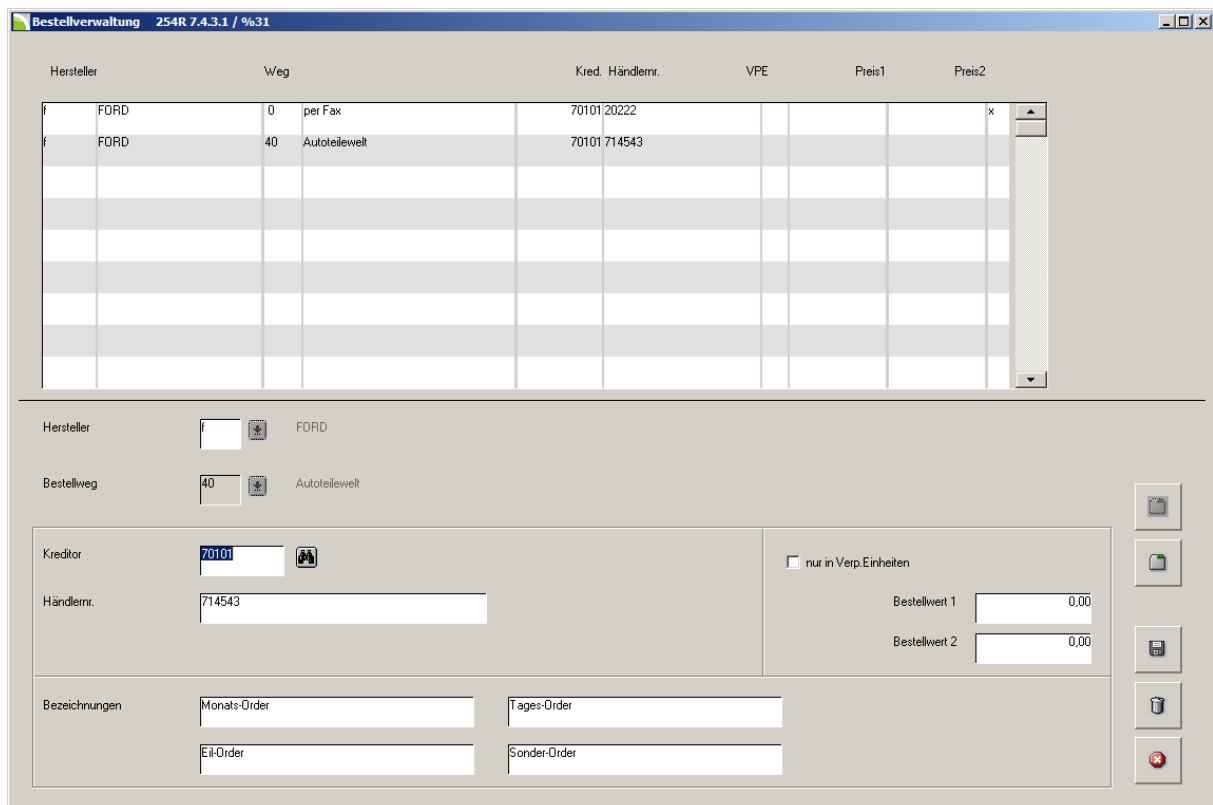 Bestellverwaltung 254R 7.4.3.1 / %31
Hersteller Weg Kred. Händlernr. VPE Preis1 Preis2
f FORD 0 per Fax 70101 20222 x
f FORD 40 Autoteilewelt 70101 714543
Hersteller f FORD
Bestellweg 40 Autoteilewelt
Kreditor 70101 nur in Verp.Einheiten
Händlernr. 714543 Bestellwert 1 0,00
Bestellwert 2 0,00
Bezeichnungen Monats-Order Tages-Order
Eil-Order Sonder-Order